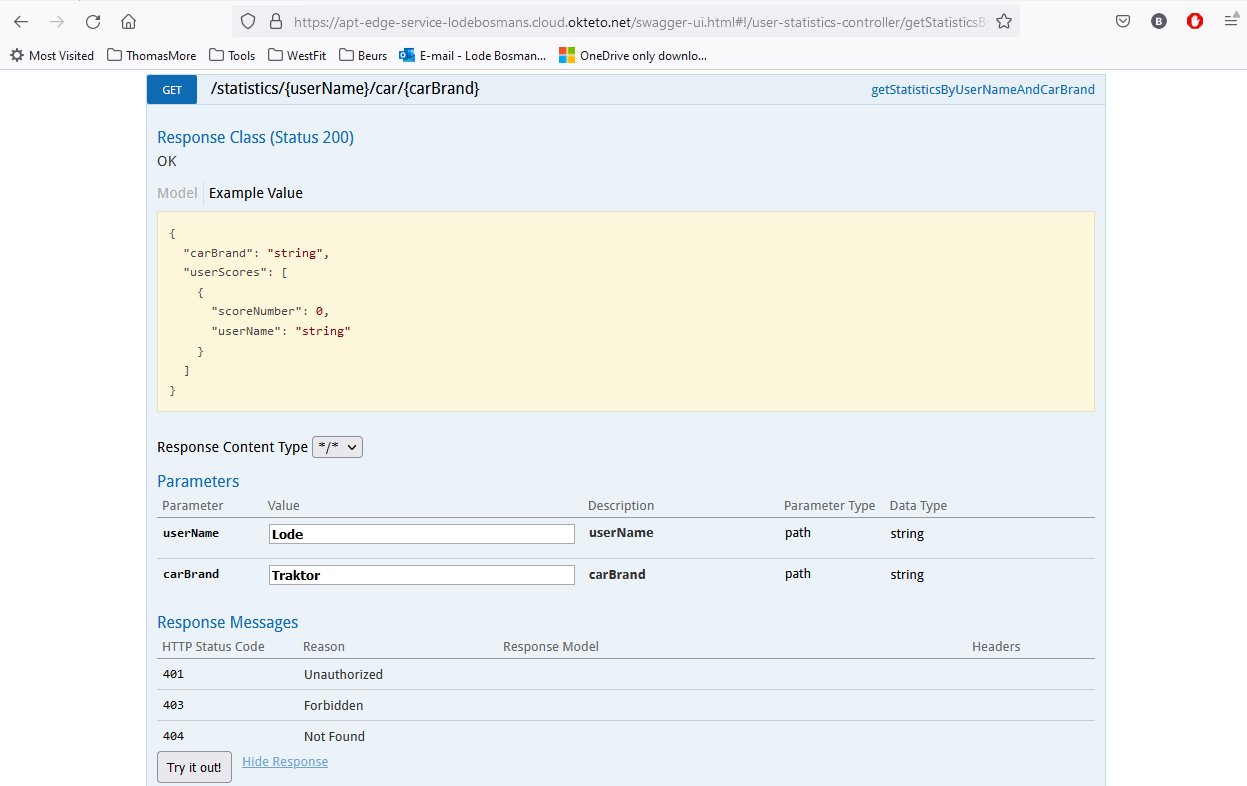 https://apt-edge-service-lodebosmans.cloud.okteto.net/swagger-ui.html#!/user-statistics-controller/getStatisticsB
B
Most Visited ThomasMore Tools WestFit Beurs E-mail - Lode Bosman... OneDrive only downlo...
GET /statistics/{userName}/car/{carBrand} getStatisticsByUserNameAndCarBrand
Response Class (Status 200)
OK
Model Example Value
{
"carBrand": "string",
"userScores": [
{
"scoreNumber": 0,
"userName": "string"
}
]
}
Response Content Type */*
Parameters
Parameter Value Description Parameter Type Data Type
userName Lode userName path string
carBrand Traktor carBrand path string
Response Messages
HTTP Status Code Reason Response Model Headers
401 Unauthorized
403 Forbidden
404 Not Found
Try it out! Hide Response